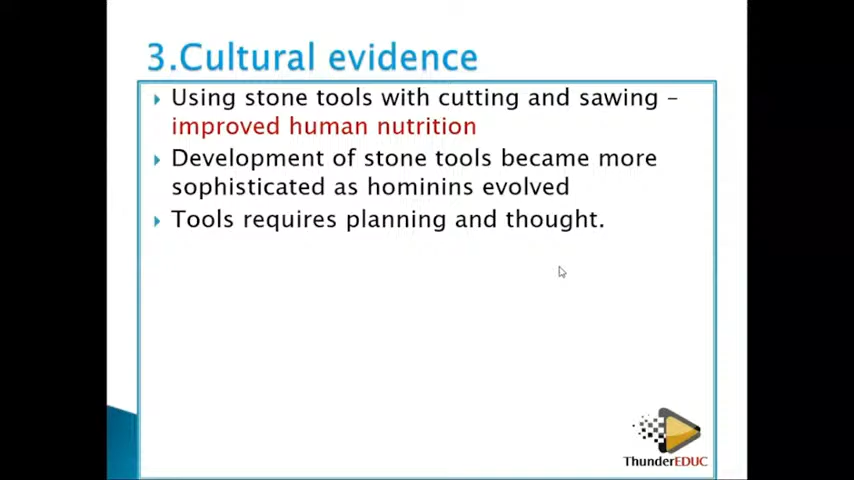 3.Cultural evidence
Using stone tools with cutting and sawing –
improved human nutrition
Development of stone tools became more
sophisticated as hominins evolved
Tools requires planning and thought.
ThunderEDUC